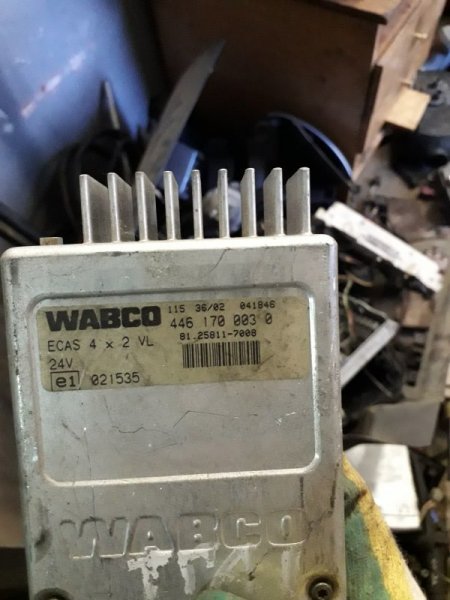 115 36/02 041846
WABCO 446 170 003 0
ECAS 4 × 2 VL 81.25811-7008
24V
e1 021535
WABCO